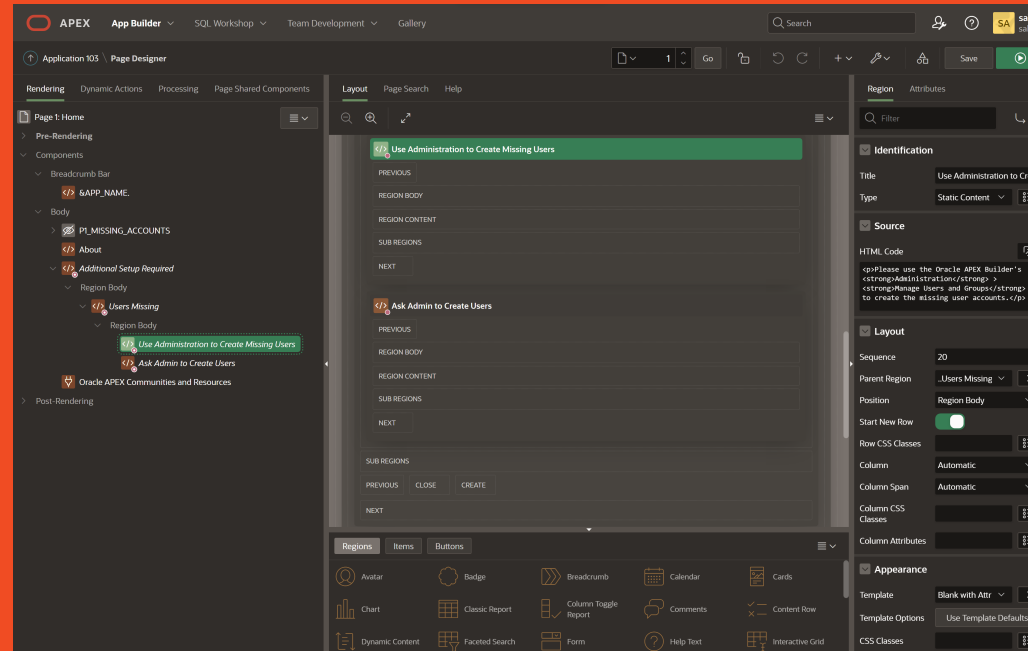 APEX App Builder SQL Workshop Team Development Gallery Search SA sa
sal
Application 103 \ Page Designer 1 Go Save
Rendering Dynamic Actions Processing Page Shared Components
Page 1: Home
Pre-Rendering
Components
Breadcrumb Bar
&APP_NAME.
Body
P1_MISSING_ACCOUNTS
About
Additional Setup Required
Region Body
Users Missing
Region Body
Use Administration to Create Missing Users
Ask Admin to Create Users
Oracle APEX Communities and Resources
Post-Rendering
Layout Page Search Help
Use Administration to Create Missing Users
PREVIOUS
REGION BODY
REGION CONTENT
SUB REGIONS
NEXT
Ask Admin to Create Users
PREVIOUS
REGION BODY
REGION CONTENT
SUB REGIONS
NEXT
SUB REGIONS
PREVIOUS CLOSE CREATE
NEXT
Regions Items Buttons
Avatar Badge Breadcrumb Calendar Cards
Chart Classic Report Column Toggle Report Comments Content Row
Dynamic Content Faceted Search Form Help Text Interactive Grid
Region Attributes
Filter
Identification
Title Use Administration to Cre
Type Static Content
Source
HTML Code
<p>Please use the Oracle APEX Builder's
<strong>Administration</strong> >
<strong>Manage Users and Groups</strong>
to create the missing user accounts.</p>
Layout
Sequence 20
Parent Region ..Users Missing
Position Region Body
Start New Row
Row CSS Classes
Column Automatic
Column Span Automatic
Column CSS
Classes
Column Attributes
Appearance
Template Blank with Attr
Template Options Use Template Defaults
CSS Classes